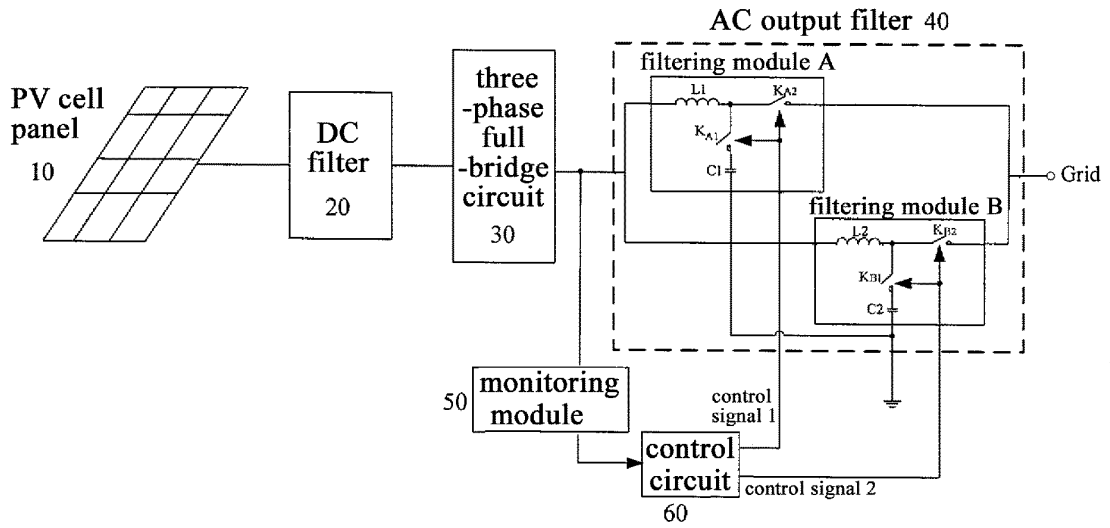 AC output filter 40
filtering module A
L1
KA2
KA1
C1
PV cell
panel
10
DC
filter
20
three
-phase
full
-bridge
circuit
30
Grid
filtering module B
L2
KB2
KB1
C2
50
monitoring
module
control
signal 1
control
circuit
60
control signal 2